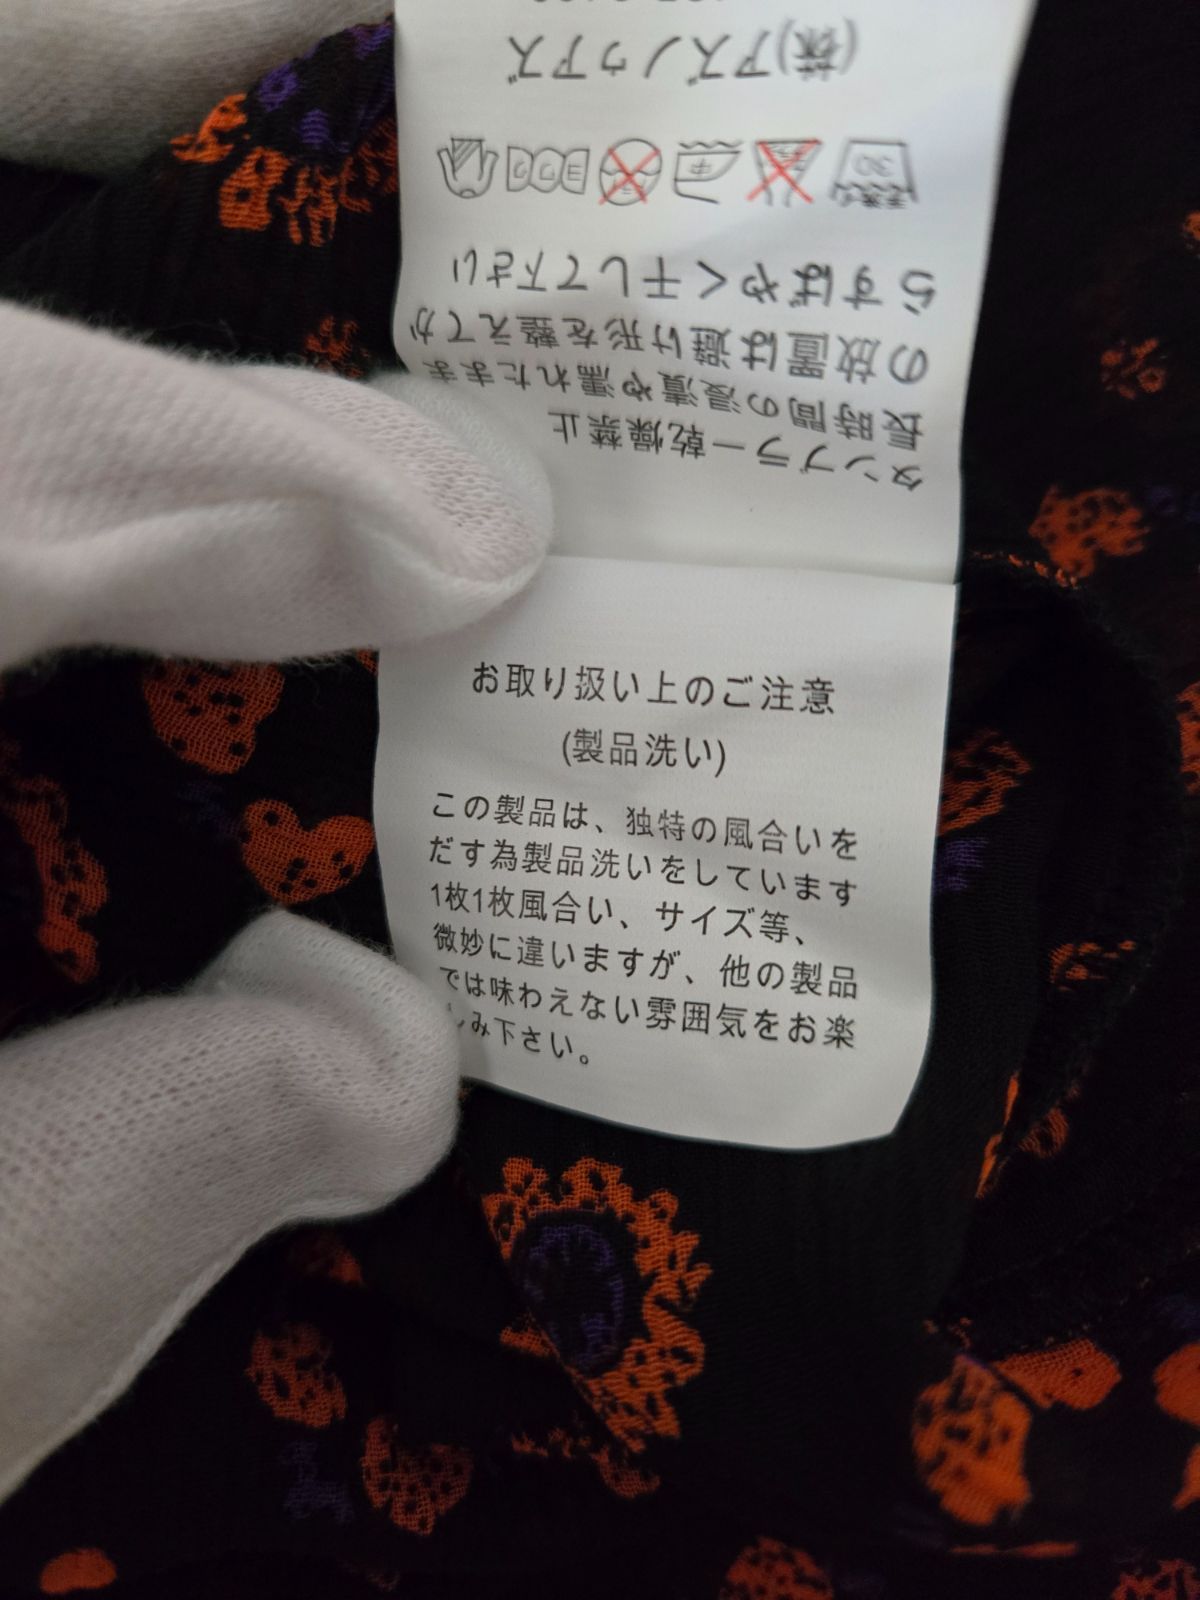 タンブラー乾燥禁止
長時間の浸漬や濡れたまま
の放置は避け形を整えてか
らすばやく干して下さい
30
中
(株)アズノゥアズ
お取り扱い上のご注意
(製品洗い)
この製品は、独特の風合いを
だす為製品洗いをしています
1枚1枚風合い、サイズ等、
微妙に違いますが、他の製品
では味わえない雰囲気をお楽
しみ下さい。